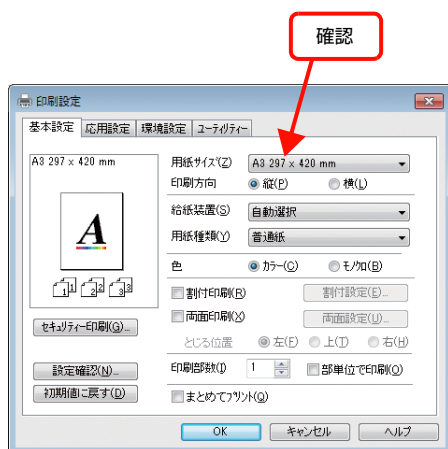 確認
印刷設定
基本設定 応用設定 環境設定 ユーティリティー
A3 297 x 420 mm
用紙サイズ(Z) A3 297 x 420 mm
印刷方向 縦(P) 横(L)
給紙装置(S) 自動選択
A
用紙種類(Y) 普通紙
色 カラー(C) モノクロ(B)
1 1 2 2 3 3
割付印刷(R) 割付設定(E)...
セキュリティー印刷(G)...
両面印刷(X) 両面設定(U)...
とじる位置 左(F) 上(T) 右(H)
設定確認(N)...
印刷部数(I) 1 部単位で印刷(O)
初期値に戻す(D)
まとめてプリント(Q)
OK キャンセル ヘルプ